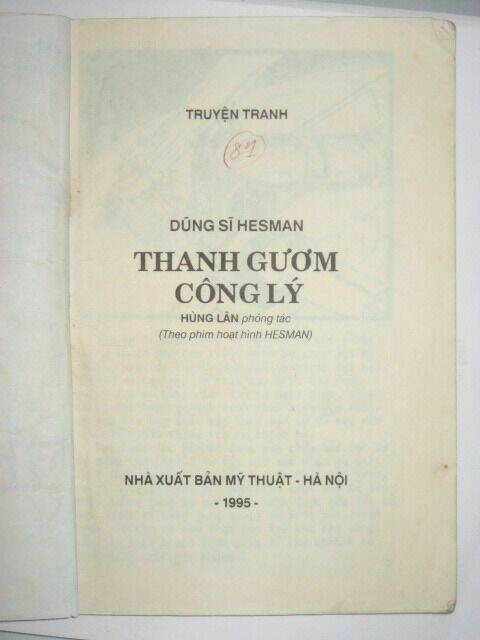 TRUYỆN TRANH
87
DŨNG SĨ HESMAN
THANH GƯƠM
CÔNG LÝ
HÙNG LÂN phóng tác
(Theo phim hoạt hình HESMAN)
NHÀ XUẤT BẢN MỸ THUẬT - HÀ NỘI
- 1995 -